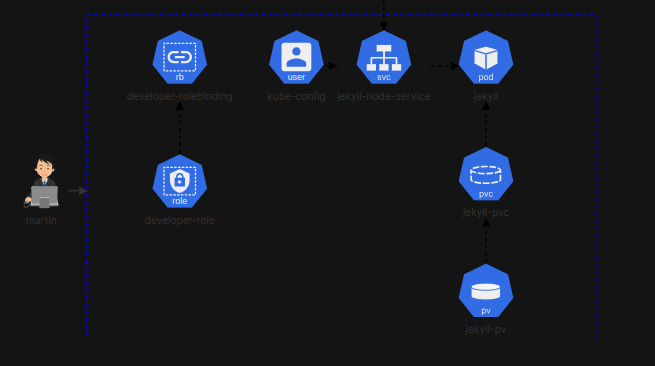 rb
user
svc
pod
developer-rolebinding
kube-config
jekyll-node-service
jekyll
role
pvc
martin
developer-role
jekyll-pvc
pv
jekyll-pv